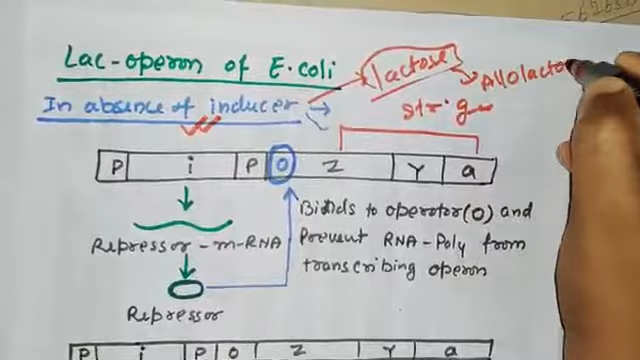 Lac-operon of E.coli
lactose
Allolacto
In absence of inducer
P i P O Z Y a
Binds to operator(O) and
Repressor-m-RNA
Prevent RNA-Poly from
transcribing operon
Repressor
P i P O Z Y a